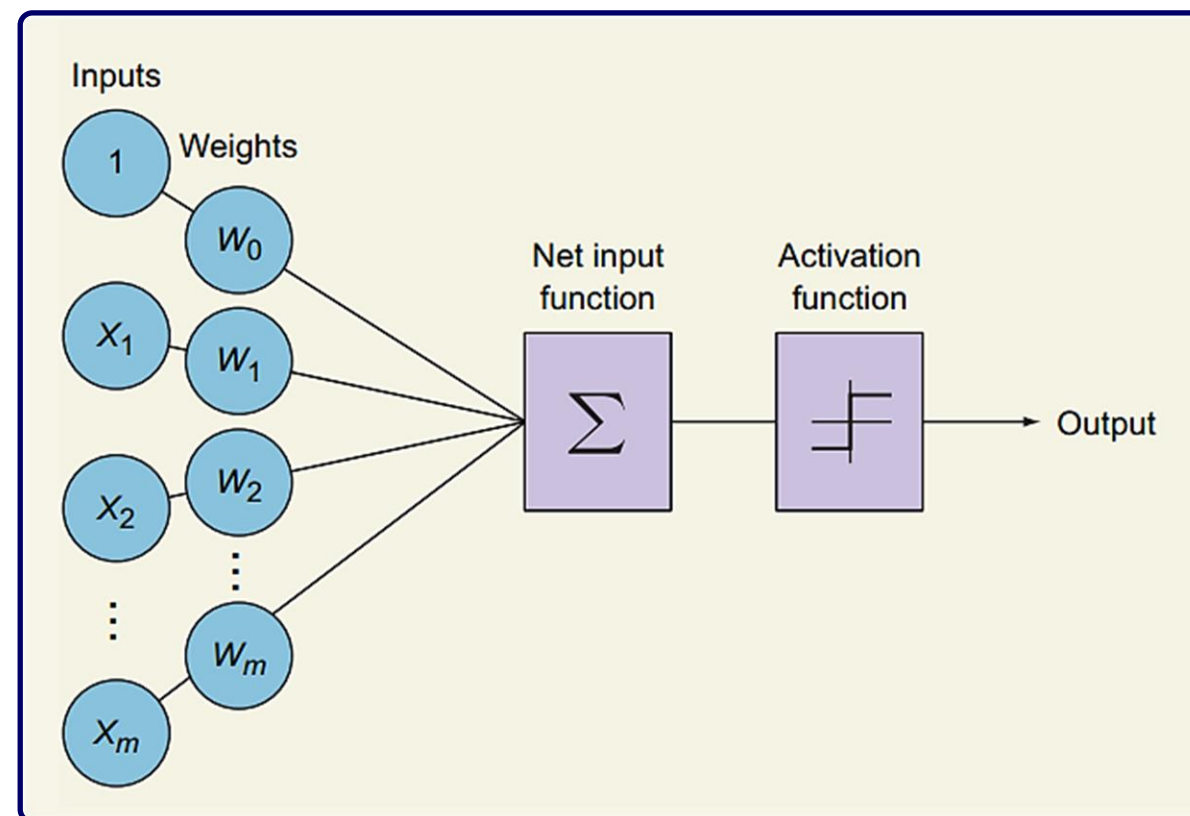 Inputs
1
Weights
W0
Net input
function
Activation
function
X1
W1
Σ
Output
X2
W2
⋮
⋮
Wm
Xm